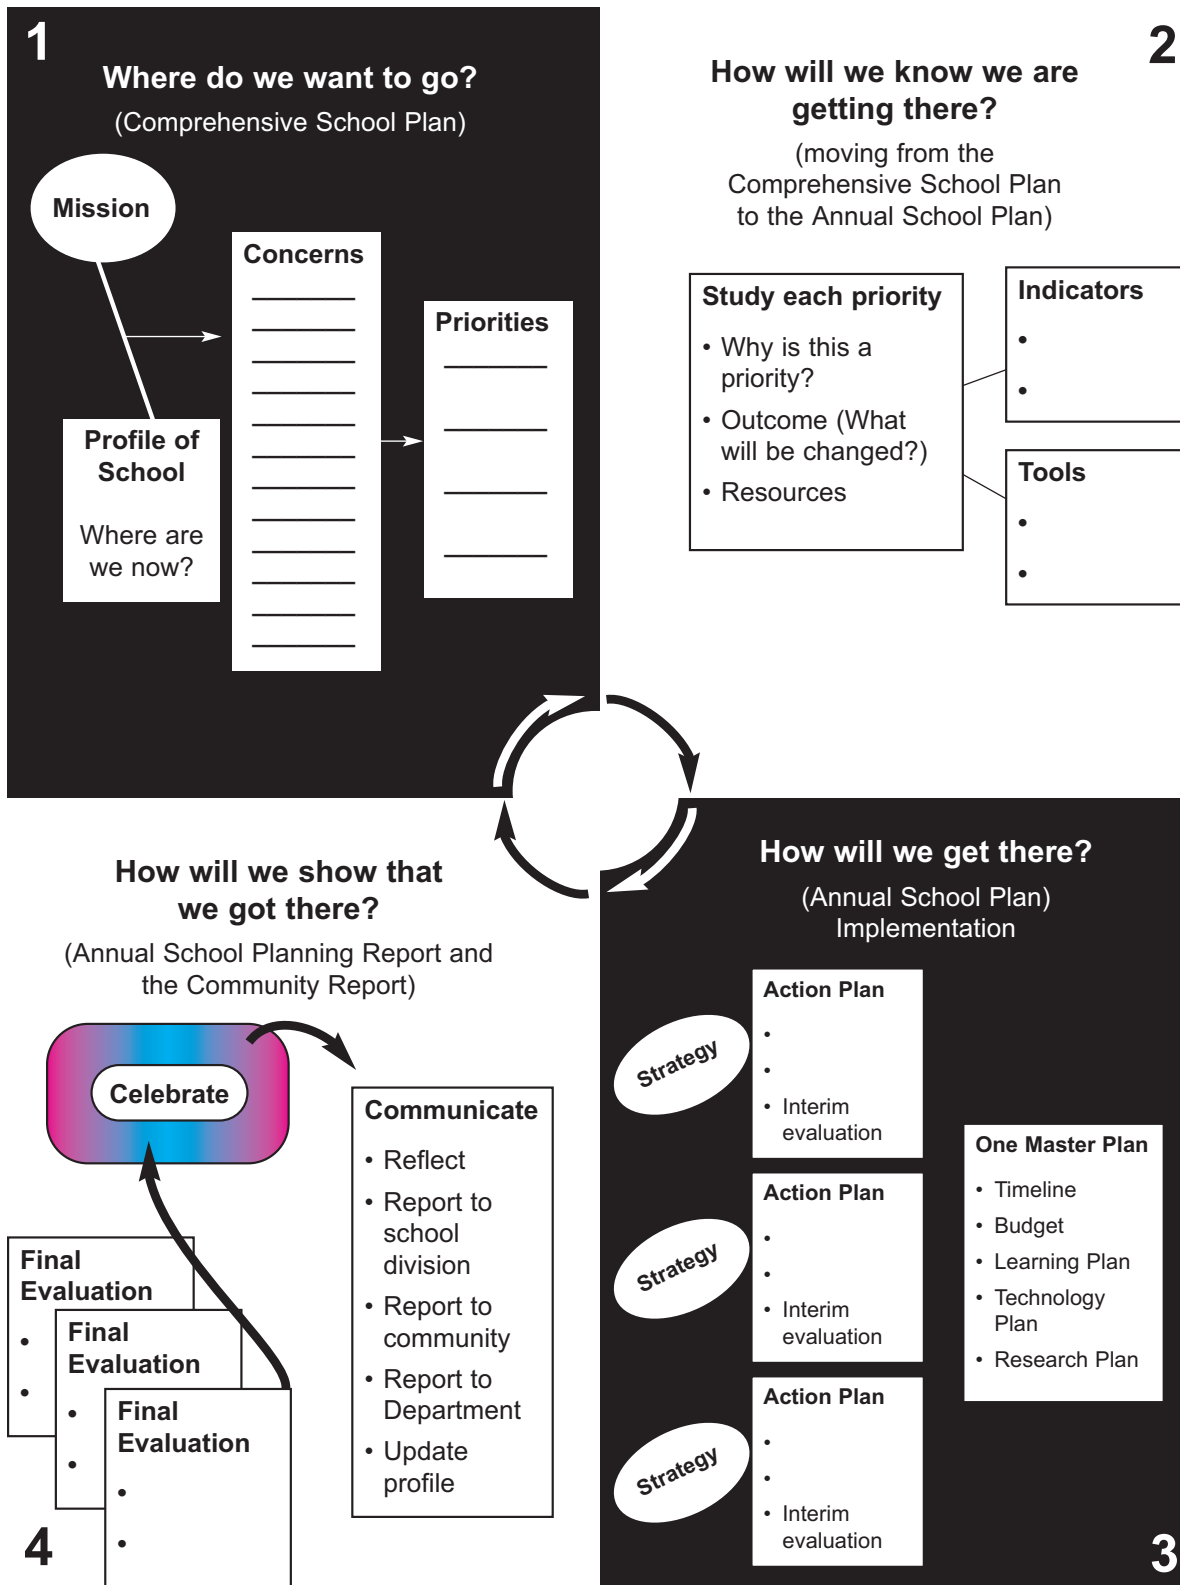 1
Where do we want to go?
(Comprehensive School Plan)
Mission
Profile of
School
Where are
we now?
Concerns
Priorities
2
How will we know we are
getting there?
(moving from the
Comprehensive School Plan
to the Annual School Plan)
Study each priority
• Why is this a
priority?
• Outcome (What
will be changed?)
• Resources
Indicators
•
•
Tools
•
•
How will we get there?
(Annual School Plan)
Implementation
Strategy
Action Plan
•
•
• Interim
evaluation
Strategy
Action Plan
•
•
• Interim
evaluation
Strategy
Action Plan
•
•
• Interim
evaluation
One Master Plan
• Timeline
• Budget
• Learning Plan
• Technology
Plan
• Research Plan
3
How will we show that
we got there?
(Annual School Planning Report and
the Community Report)
Celebrate
Final
Evaluation
•
•
Final
Evaluation
•
•
Final
Evaluation
•
•
Communicate
• Reflect
• Report to
school
division
• Report to
community
• Report to
Department
• Update
profile
4